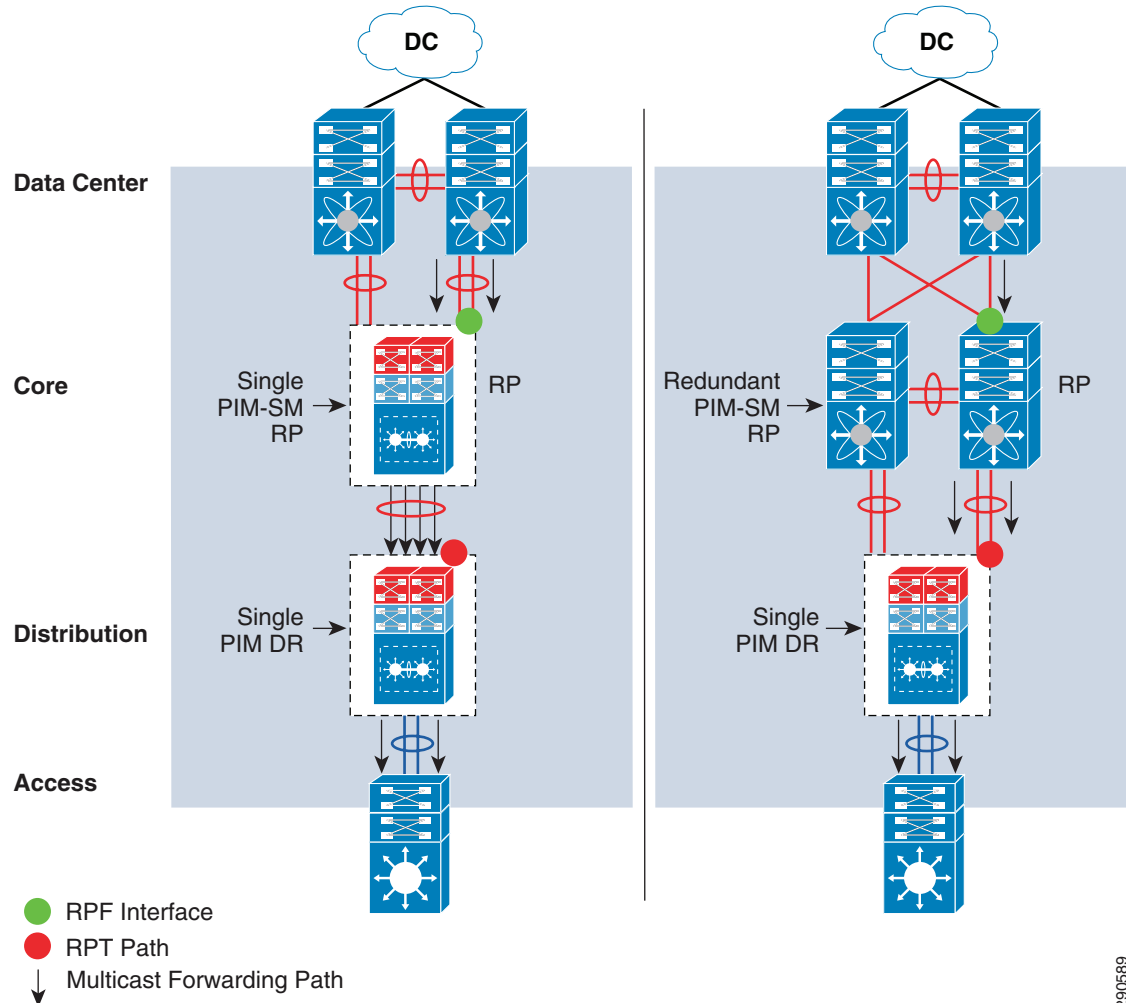 DC
DC
Data Center
Core
Single
PIM-SM
RP
RP
Redundant
PIM-SM
RP
RP
Distribution
Single
PIM DR
Single
PIM DR
Access
RPF Interface
RPT Path
Multicast Forwarding Path
290589